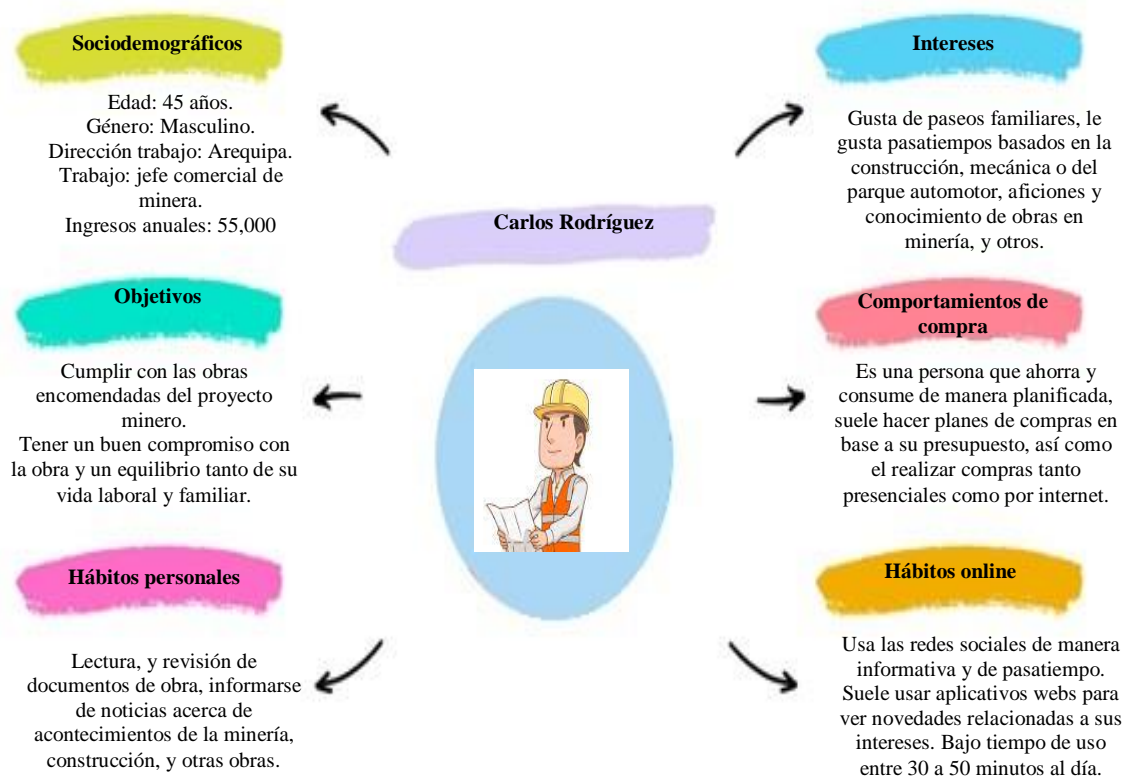 Sociodemográficos
Edad: 45 años.
Género: Masculino.
Dirección trabajo: Arequipa.
Trabajo: jefe comercial de
minera.
Ingresos anuales: 55,000
Objetivos
Cumplir con las obras
encomendadas del proyecto
minero.
Tener un buen compromiso con
la obra y un equilibrio tanto de su
vida laboral y familiar.
Hábitos personales
Lectura, y revisión de
documentos de obra, informarse
de noticias acerca de
acontecimientos de la minería,
construcción, y otras obras.
Carlos Rodríguez
Intereses
Gusta de paseos familiares, le
gusta pasatiempos basados en la
construcción, mecánica o del
parque automotor, aficiones y
conocimiento de obras en
minería, y otros.
Comportamientos de
compra
Es una persona que ahorra y
consume de manera planificada,
suele hacer planes de compras en
base a su presupuesto, así como
el realizar compras tanto
presenciales como por internet.
Hábitos online
Usa las redes sociales de manera
informativa y de pasatiempo.
Suele usar aplicativos webs para
ver novedades relacionadas a sus
intereses. Bajo tiempo de uso
entre 30 a 50 minutos al día.